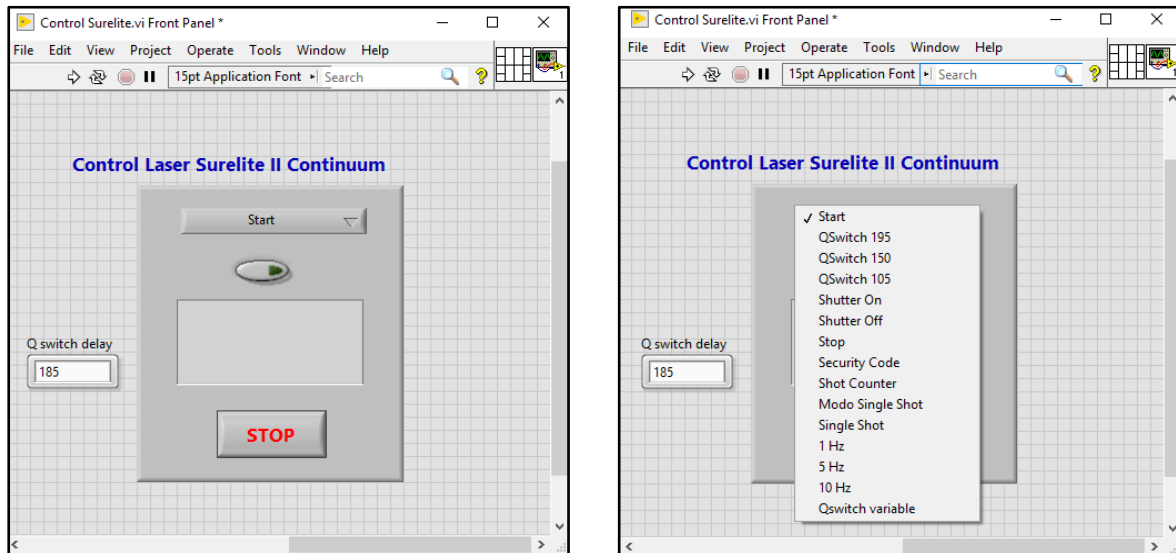 Control Surelite.vi Front Panel *
File Edit View Project Operate Tools Window Help
15pt Application Font Search
1
Control Laser Surelite II Continuum
Start
Q switch delay
185
STOP
Control Surelite.vi Front Panel *
File Edit View Project Operate Tools Window Help
15pt Application Font Search
1
Control Laser Surelite II Continuum
Start
QSwitch 195
QSwitch 150
QSwitch 105
Shutter On
Shutter Off
Stop
Security Code
Shot Counter
Modo Single Shot
Single Shot
1 Hz
5 Hz
10 Hz
Qswitch variable
Q switch delay
185